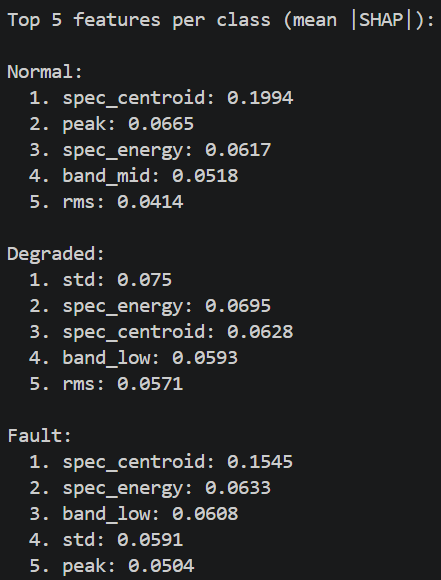 Top 5 features per class (mean |SHAP|):
Normal:
1. spec_centroid: 0.1994
2. peak: 0.0665
3. spec_energy: 0.0617
4. band_mid: 0.0518
5. rms: 0.0414
Degraded:
1. std: 0.075
2. spec_energy: 0.0695
3. spec_centroid: 0.0628
4. band_low: 0.0593
5. rms: 0.0571
Fault:
1. spec_centroid: 0.1545
2. spec_energy: 0.0633
3. band_low: 0.0608
4. std: 0.0591
5. peak: 0.0504